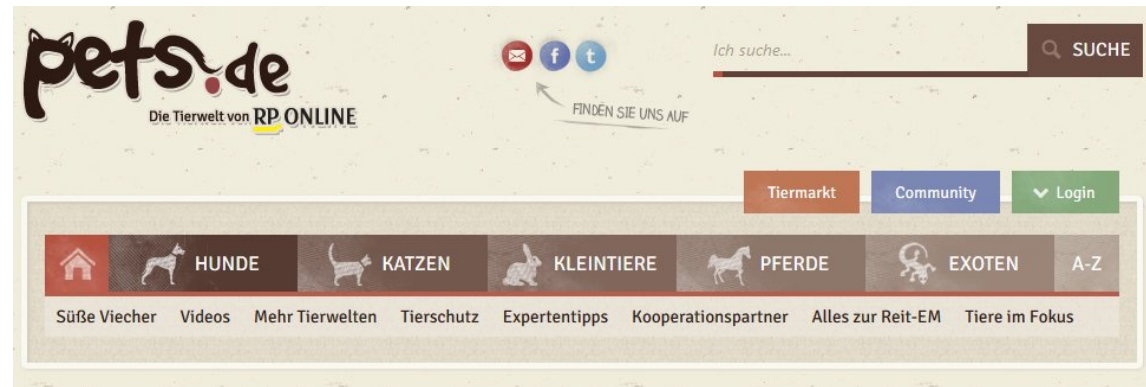 pets.de
Die Tierwelt von RP ONLINE
f t
FINDEN SIE UNS AUF
Ich suche...
SUCHE
Tiermarkt Community Login
HUNDE KATZEN KLEINTIERE PFERDE EXOTEN A-Z
Süße Viecher Videos Mehr Tierwelten Tierschutz Expertentipps Kooperationspartner Alles zur Reit-EM Tiere im Fokus